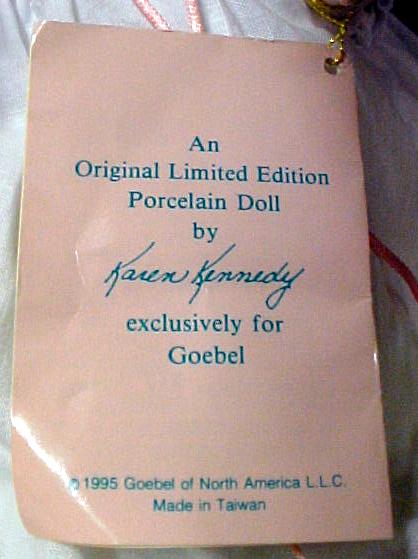 An
Original Limited Edition
Porcelain Doll
by
Karen Kennedy
exclusively for
Goebel
© 1995 Goebel of North America L.L.C.
Made in Taiwan